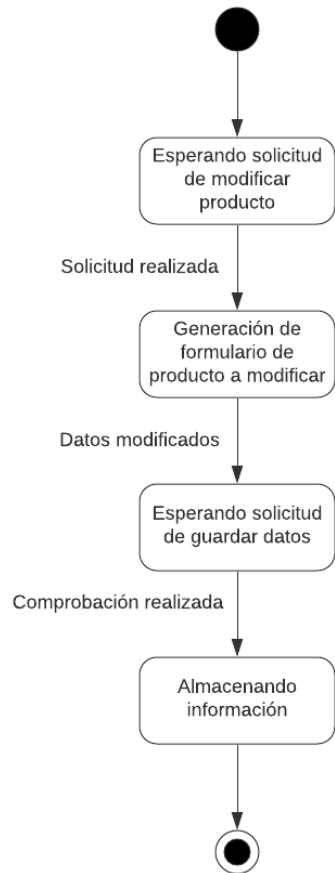 Esperando solicitud
de modificar
producto
Solicitud realizada
Generación de
formulario de
producto a modificar
Datos modificados
Esperando solicitud
de guardar datos
Comprobación realizada
Almacenando
información